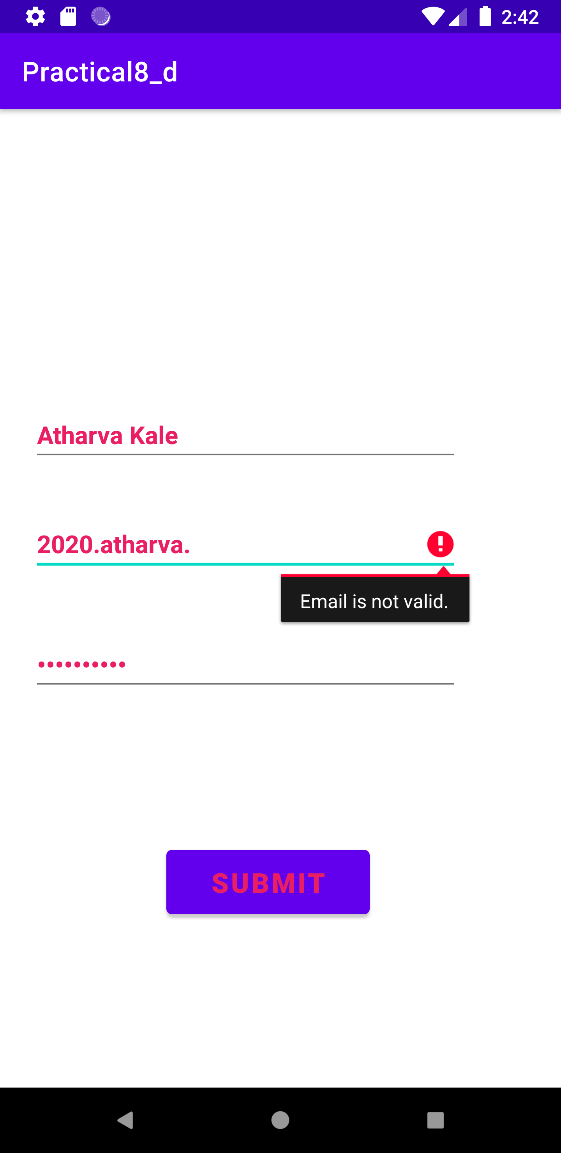 2:42
Practical8_d
Atharva Kale
2020.atharva.
Email is not valid.
••••••••••
SUBMIT